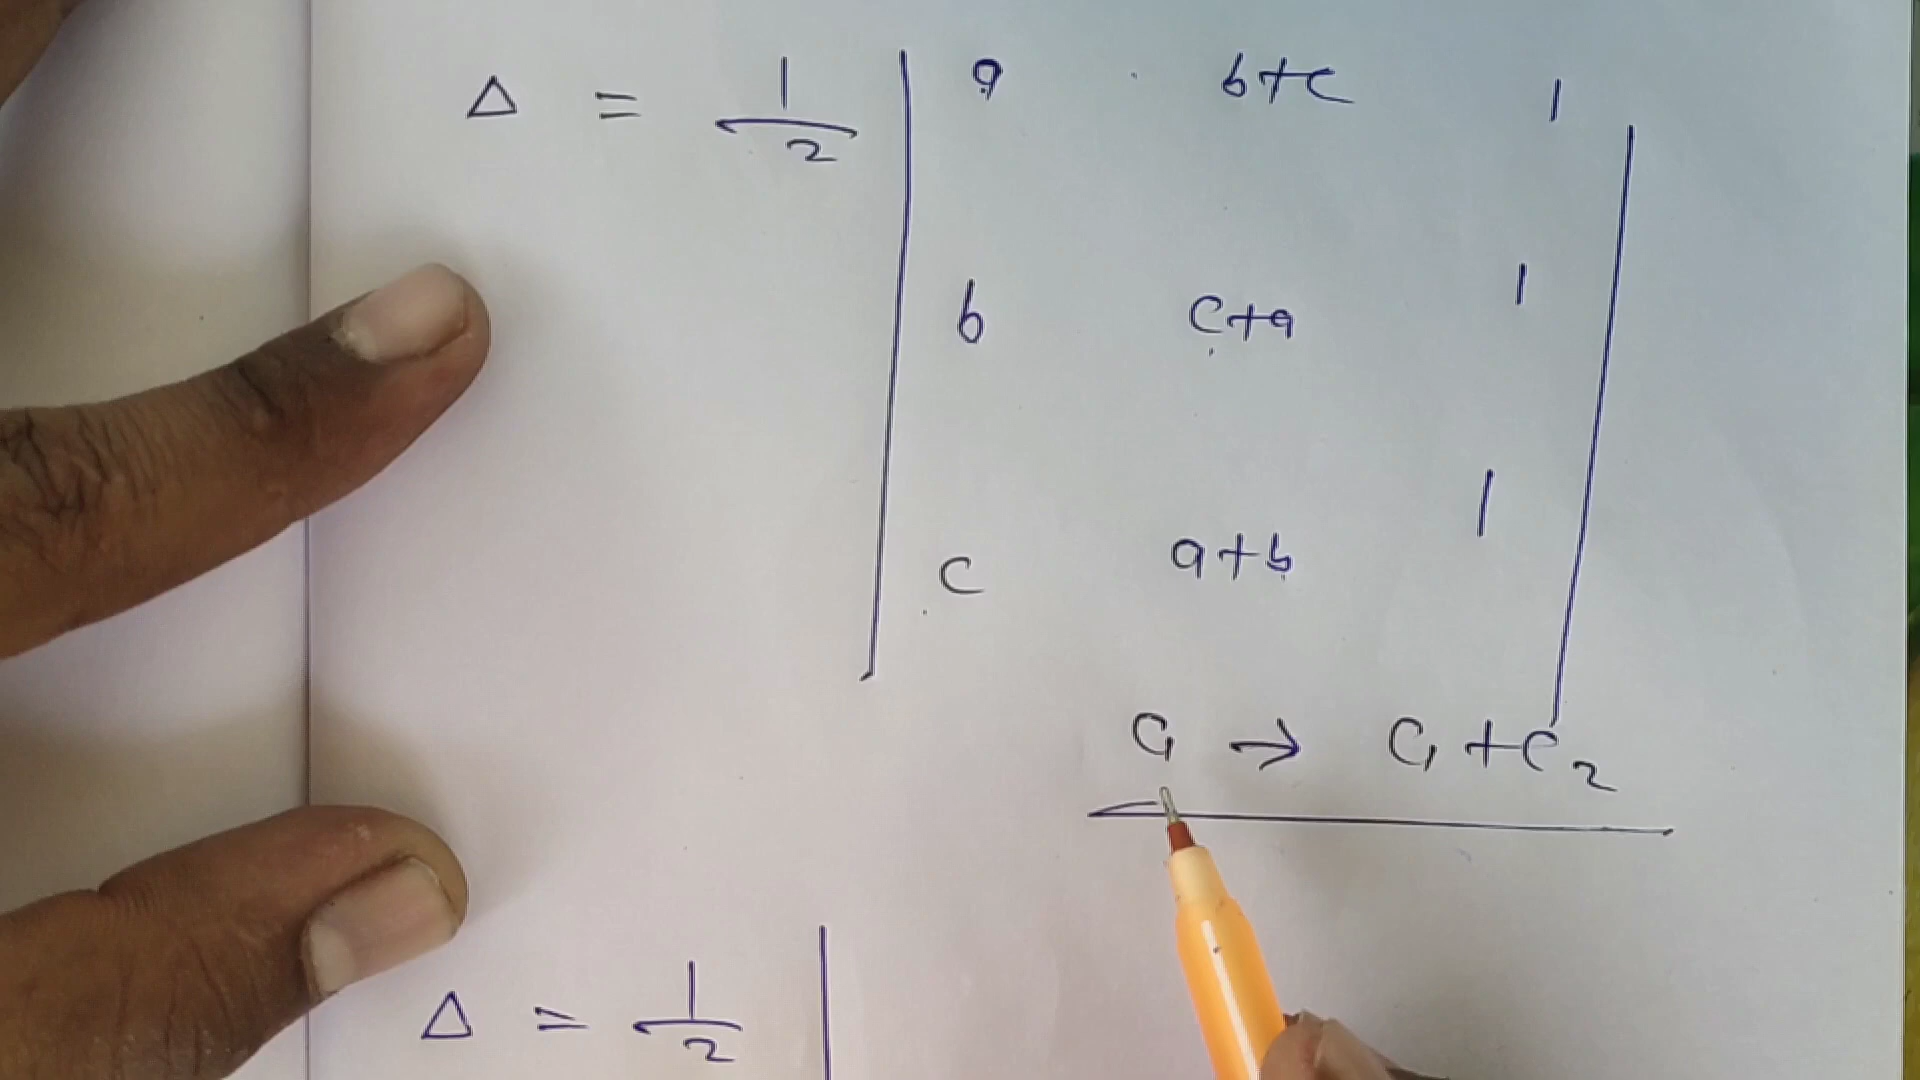 Δ = 1/2 | a b+c 1 |
b c+a 1
c a+b 1
C₁ → C₁ + C₂
Δ = 1/2 |